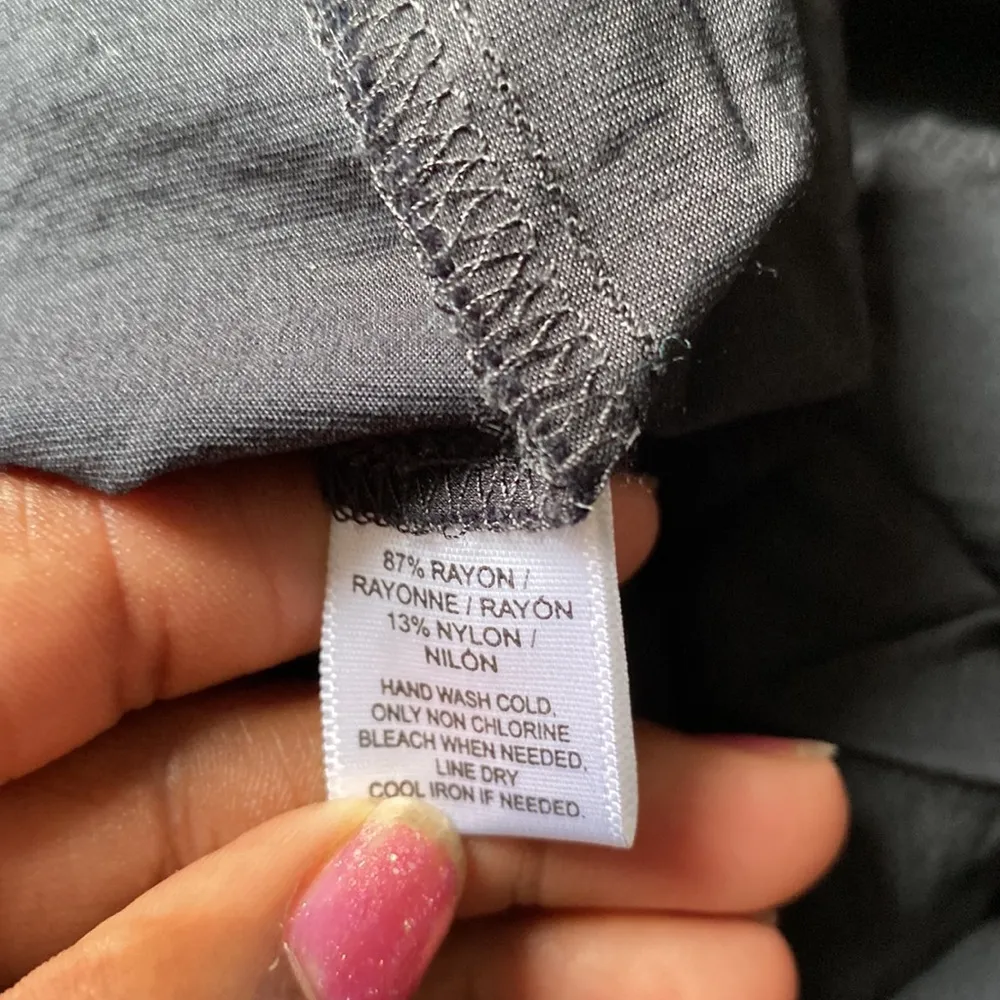 87% RAYON /
RAYONNE / RAYÓN
13% NYLON /
NILÓN
HAND WASH COLD.
ONLY NON CHLORINE
BLEACH WHEN NEEDED.
LINE DRY
COOL IRON IF NEEDED.